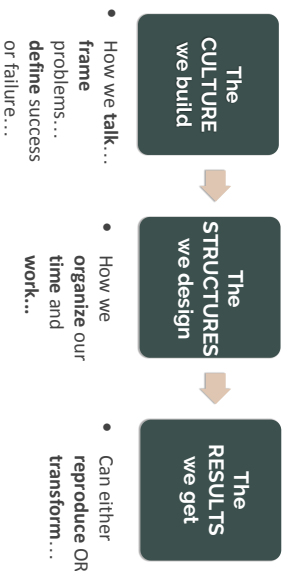 The
CULTURE
we build
• How we talk…
frame
problems…
define success
or failure…
The
STRUCTURES
we design
• How we
organize our
time and
work...
The
RESULTS
we get
• Can either
reproduce OR
transform…